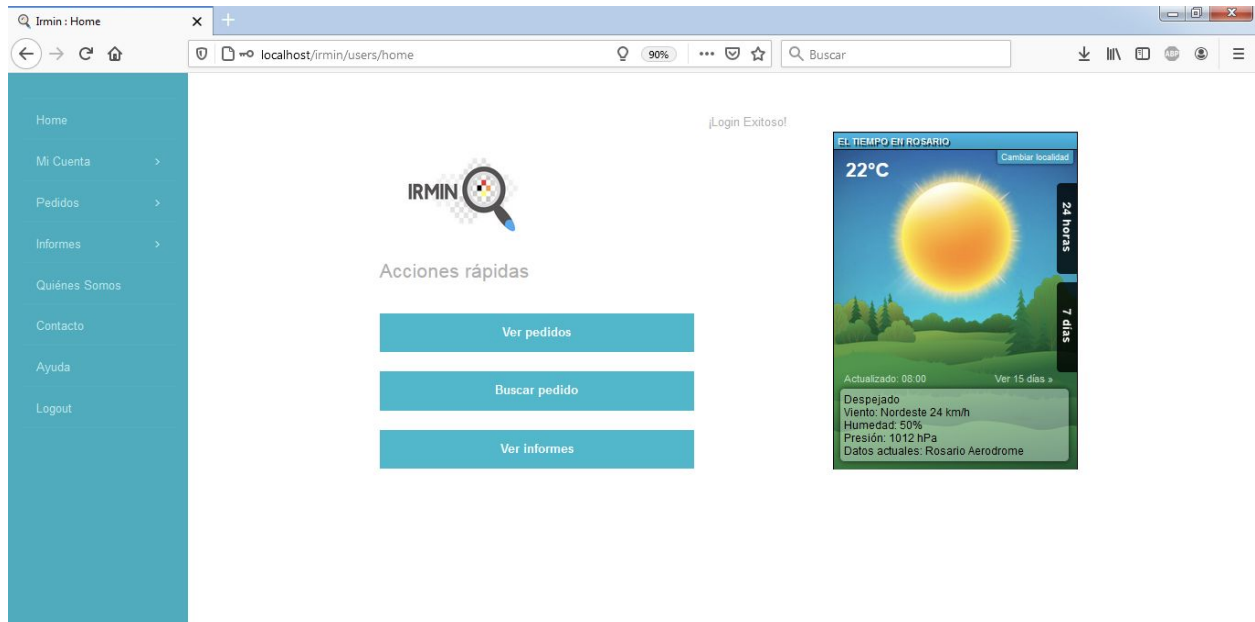 Irmin : Home
localhost/irmin/users/home
90%
Buscar
ABP
Home
Mi Cuenta
Pedidos
Informes
Quiénes Somos
Contacto
Ayuda
Logout
¡Login Exitoso!
IRMIN
Acciones rápidas
Ver pedidos
Buscar pedido
Ver informes
EL TIEMPO EN ROSARIO
Cambiar localidad
22°C
24 horas
7 días
Actualizado: 08:00 Ver 15 días »
Despejado
Viento: Nordeste 24 km/h
Humedad: 50%
Presión: 1012 hPa
Datos actuales: Rosario Aerodrome